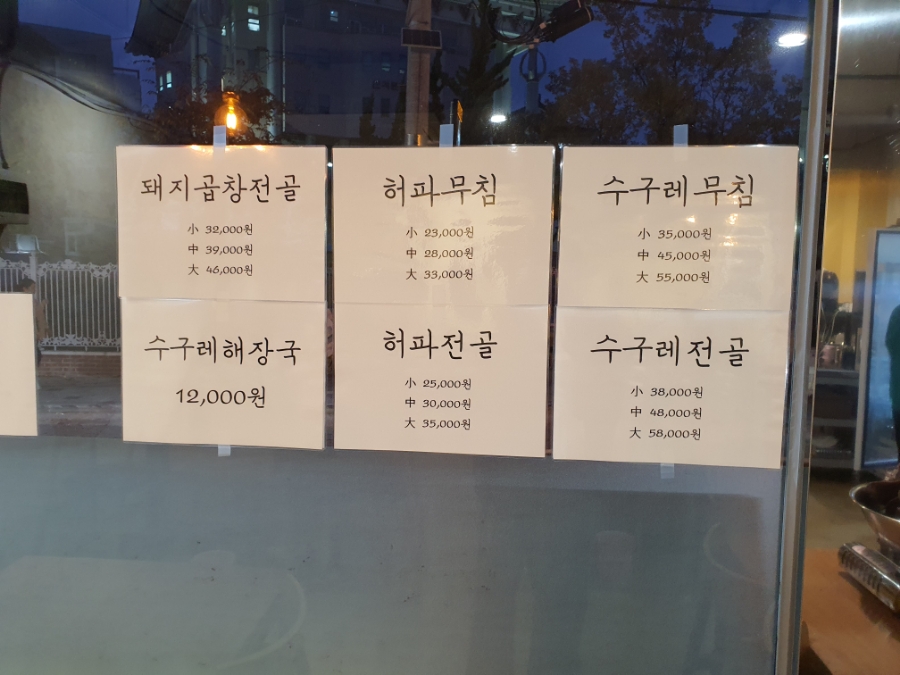 돼지곱창전골
小 32,000원
中 39,000원
大 46,000원
허파무침
小 23,000원
中 28,000원
大 33,000원
수구레무침
小 35,000원
中 45,000원
大 55,000원
수구레해장국
12,000원
허파전골
小 25,000원
中 30,000원
大 35,000원
수구레전골
小 38,000원
中 48,000원
大 58,000원